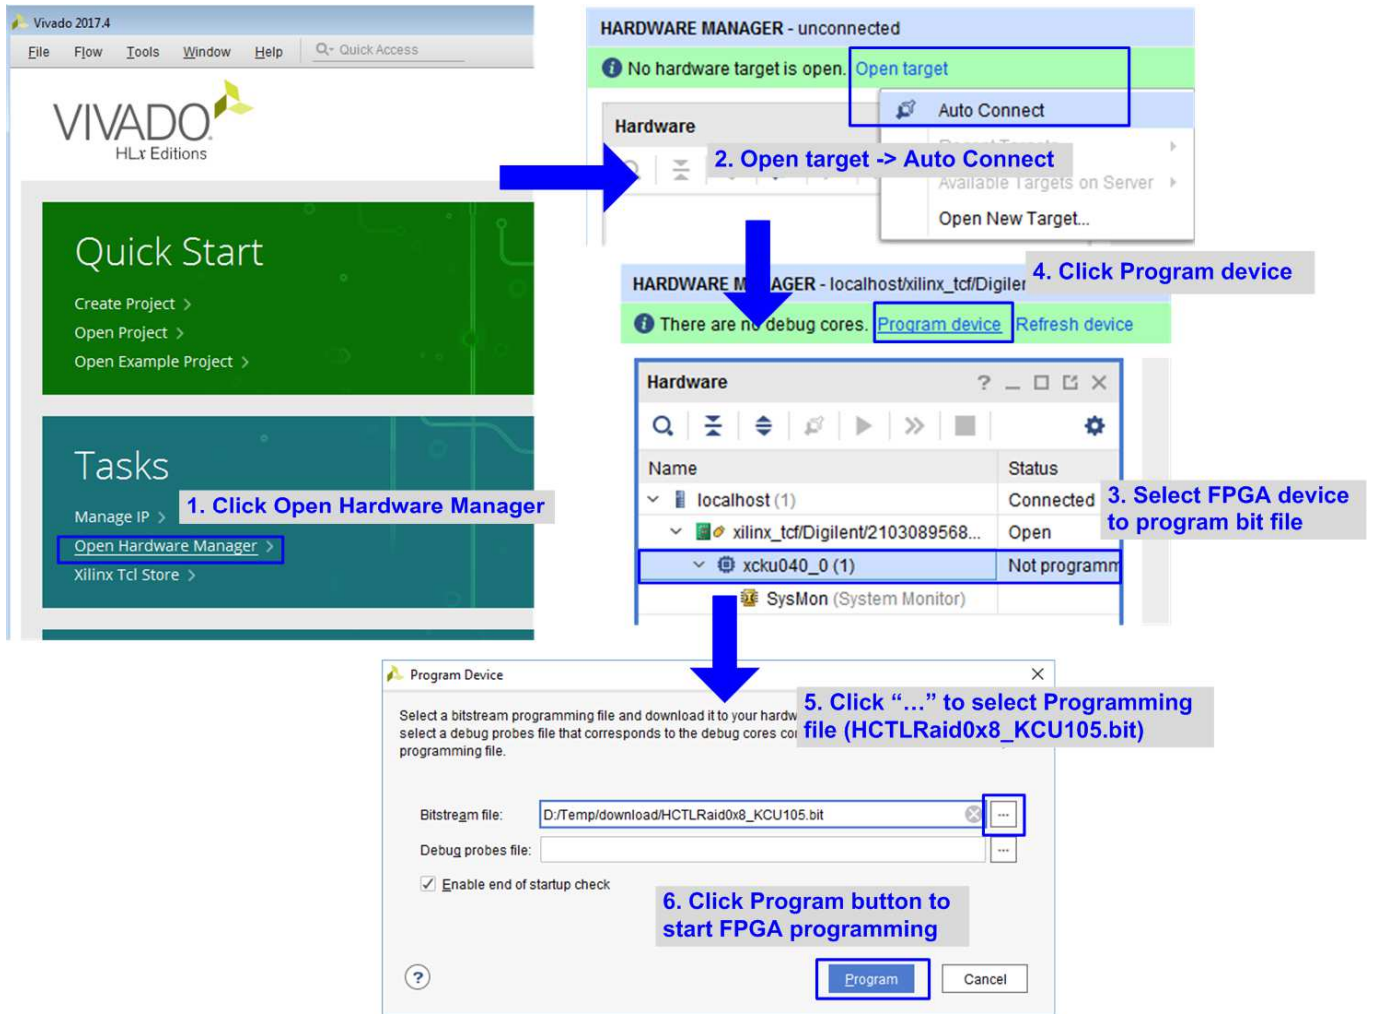 Vivado 2017.4
File Flow Tools Window Help Q- Quick Access
VIVADO
HLx Editions
Quick Start
Create Project >
Open Project >
Open Example Project >
Tasks
Manage IP >
1. Click Open Hardware Manager
Open Hardware Manager >
Xilinx Tcl Store >
HARDWARE MANAGER - unconnected
No hardware target is open. Open target
Auto Connect
Hardware
2. Open target -> Auto Connect
Available Targets on Server
Open New Target...
4. Click Program device
HARDWARE M AGER - localhost/xilinx_tcf/Digiler
There are no debug cores. Program device Refresh device
Hardware
Name Status
localhost (1) Connected
3. Select FPGA device
to program bit file
xilinx_tcf/Digilent/2103089568... Open
xcku040_0 (1) Not programm
SysMon (System Monitor)
Program Device
5. Click “…” to select Programming
file (HCTLRaid0x8_KCU105.bit)
Select a bitstream programming file and download it to your hardw
select a debug probes file that corresponds to the debug cores co
programming file.
Bitstream file: D:/Temp/download/HCTLRaid0x8_KCU105.bit ...
Debug probes file: ...
Enable end of startup check
6. Click Program button to
start FPGA programming
? Program Cancel